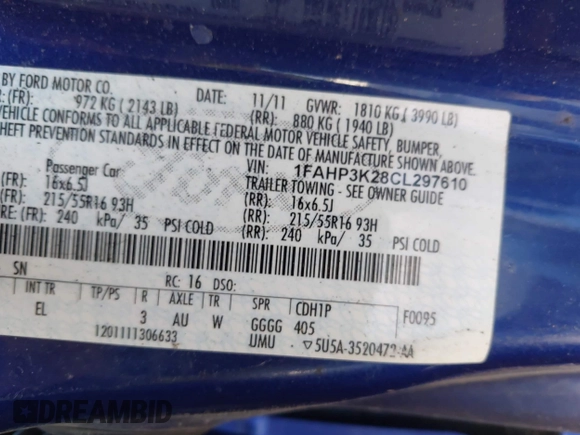 BY FORD MOTOR CO.
R: (FR): 972 KG ( 2143 LB) DATE: 11/11 GVWR: 1810 KG ( 3990 LB)
(RR): 880 KG ( 1940 LB)
VEHICLE CONFORMS TO ALL APPLICABLE FEDERAL MOTOR VEHICLE SAFETY, BUMPER,
THEFT PREVENTION STANDARDS IN EFFECT ON THE DATE OF MANUFACTURE SHOWN ABOVE.
VIN: 1FAHP3K28CL297610
Passenger Car TRAILER TOWING - SEE OWNER GUIDE
(FR): 16x6.5J (RR): 16x6.5J
(FR): 215/55R16 93H (RR): 215/55R16 93H
RE: (FR): 240 kPa/ 35 PSI COLD (RR): 240 kPa/ 35 PSI COLD
SN
RC: 16 DSO:
INT TR TP/PS R AXLE TR SPR CDH1P F0095
EL 3 AU W GGGG 405
1201111306633 IJMU ▽5U5A-3520472-AA
DREAMBID